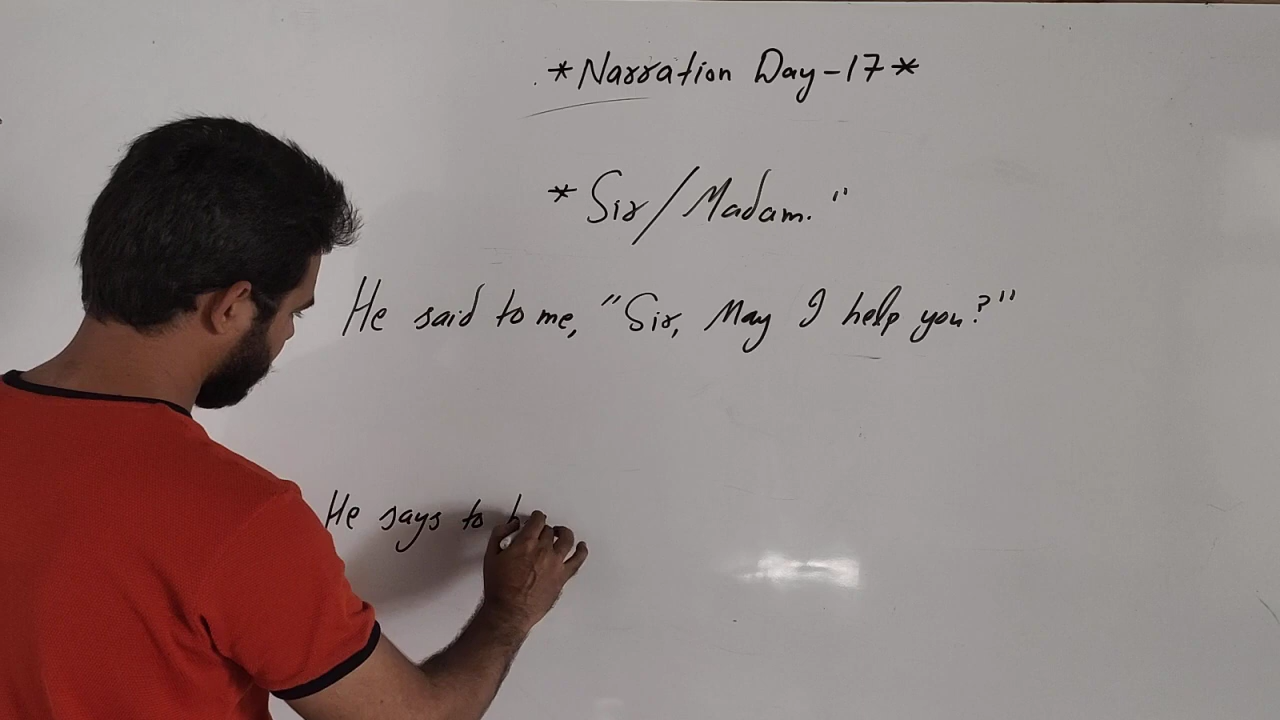 *Narration Day-17*
*Sir/Madam."
He said to me, "Sir, May I help you?"
He says to